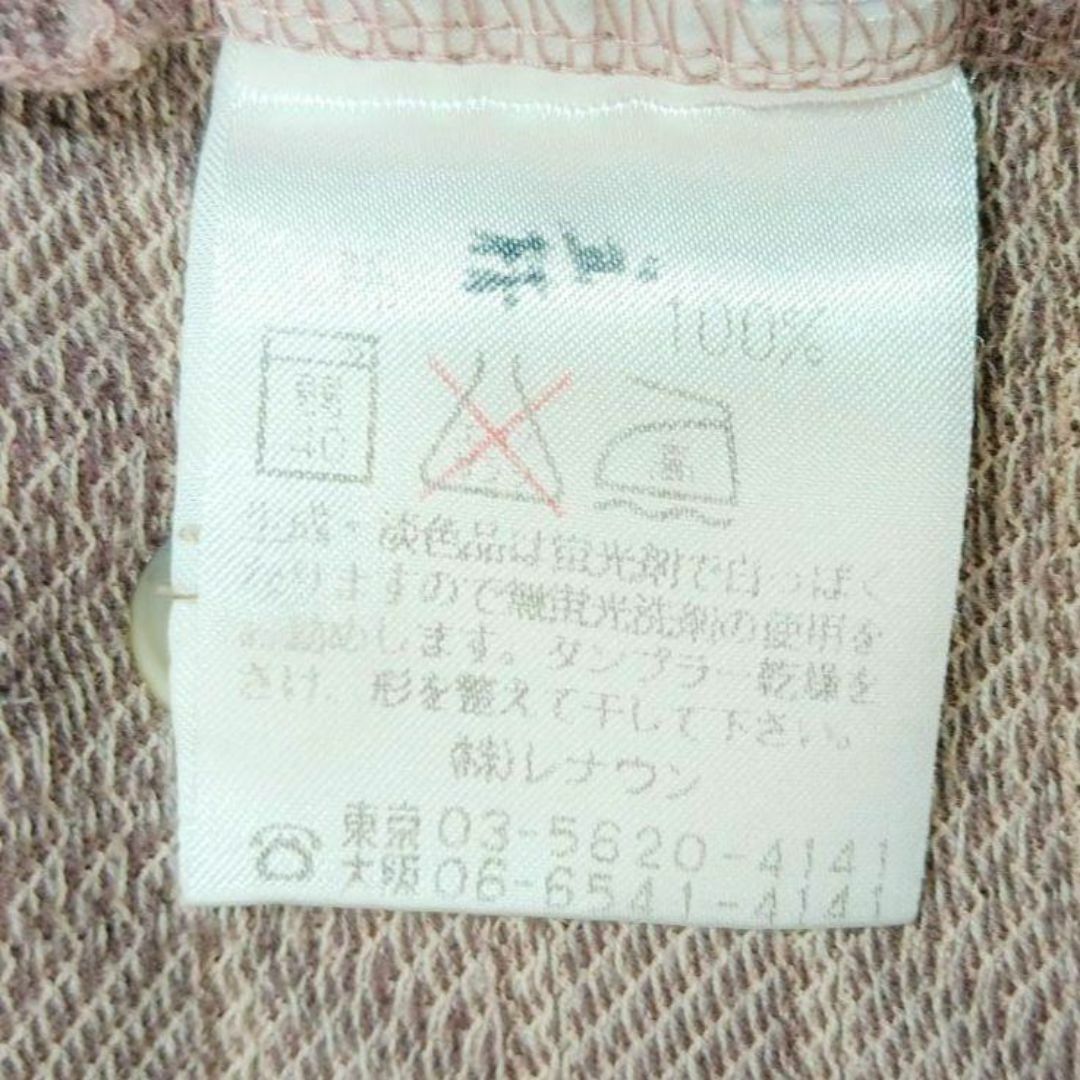 綿 100%
弱 40
高
生成・淡色品は蛍光剤で白っぽく
なりますので無蛍光洗剤の使用を
お勧めします。タンブラー乾燥を
さけ、形を整えて干して下さい。
(株)レナウン
東京 03-5620-4141
大阪 06-6541-4141